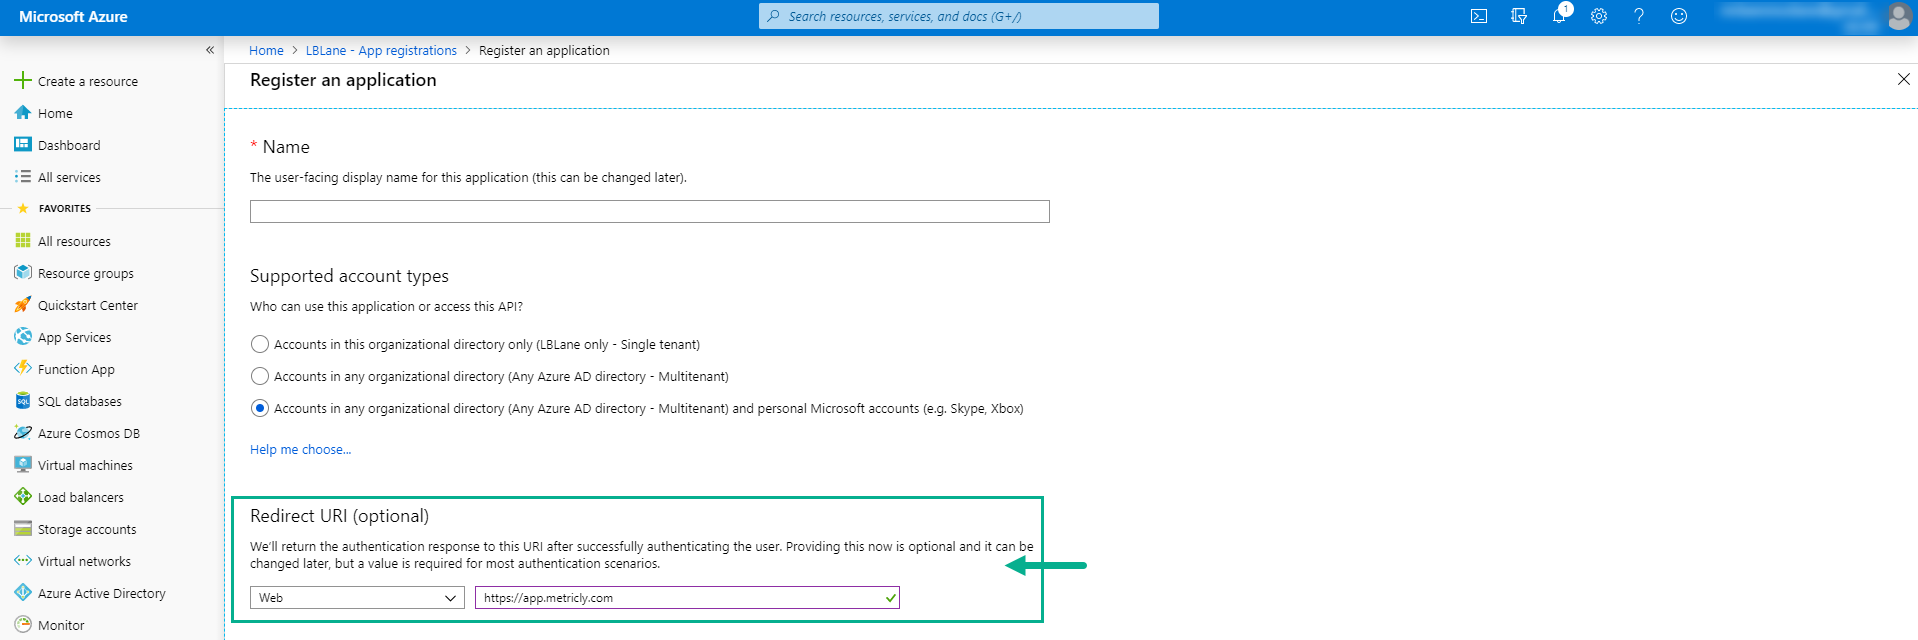 Microsoft Azure
Search resources, services, and docs (G+/)
1
Home > LBLane - App registrations > Register an application
Register an application
Create a resource
Home
Dashboard
All services
FAVORITES
All resources
Resource groups
Quickstart Center
App Services
Function App
SQL databases
Azure Cosmos DB
Virtual machines
Load balancers
Storage accounts
Virtual networks
Azure Active Directory
Monitor
* Name
The user-facing display name for this application (this can be changed later).
Supported account types
Who can use this application or access this API?
Accounts in this organizational directory only (LBLane only - Single tenant)
Accounts in any organizational directory (Any Azure AD directory - Multitenant)
Accounts in any organizational directory (Any Azure AD directory - Multitenant) and personal Microsoft accounts (e.g. Skype, Xbox)
Help me choose...
Redirect URI (optional)
We'll return the authentication response to this URI after successfully authenticating the user. Providing this now is optional and it can be
changed later, but a value is required for most authentication scenarios.
Web
https://app.metricly.com